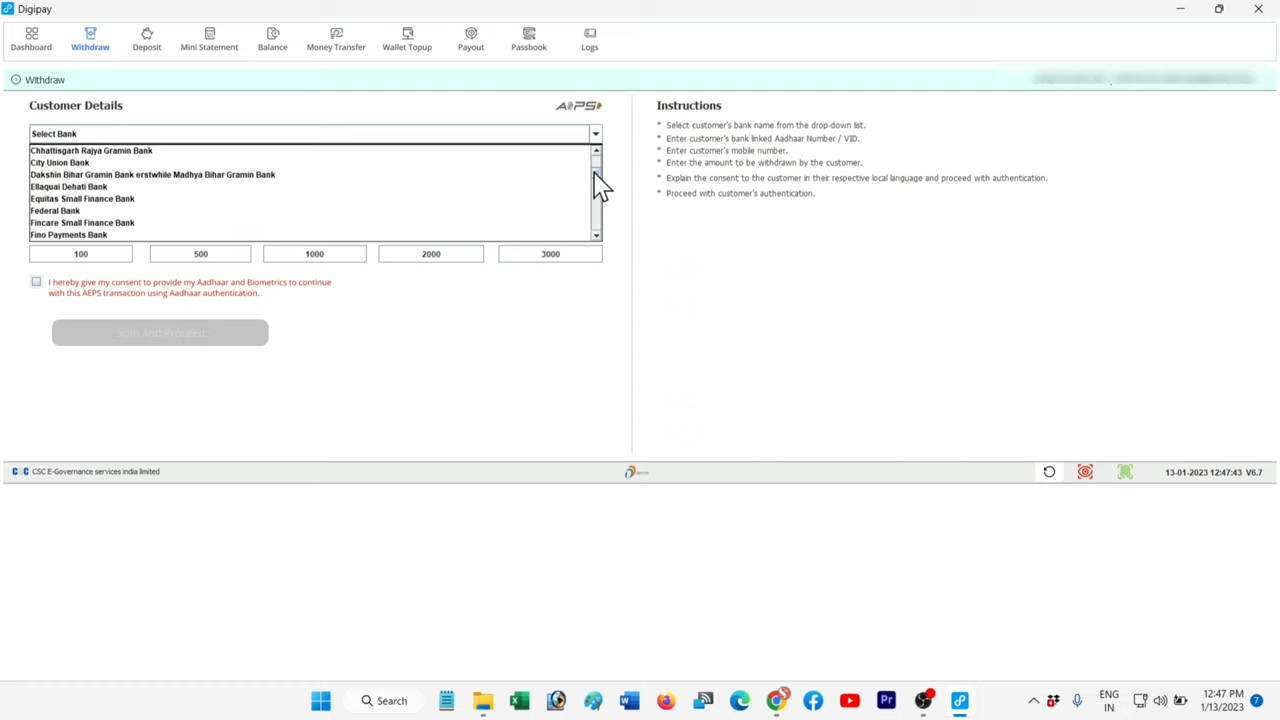 Digipay
Dashboard Withdraw Deposit Mini Statement Balance Money Transfer Wallet Topup Payout Passbook Logs
Withdraw
Customer Details
AePS
Select Bank
Chhattisgarh Rajya Gramin Bank
City Union Bank
Dakshin Bihar Gramin Bank erstwhile Madhya Bihar Gramin Bank
Ellaquai Dehati Bank
Equitas Small Finance Bank
Federal Bank
Fincare Small Finance Bank
Fino Payments Bank
100 500 1000 2000 3000
I hereby give my consent to provide my Aadhaar and Biometrics to continue
with this AEPS transaction using Aadhaar authentication.
Scan and Proceed
Instructions
* Select customer's bank name from the drop-down list.
* Enter customer's bank linked Aadhaar Number / VID.
* Enter customer's mobile number.
* Enter the amount to be withdrawn by the customer.
* Explain the consent to the customer in their respective local language and proceed with authentication.
* Proceed with customer's authentication.
CSC E-Governance services india limited
13-01-2023 12:47:43 V6.7
Search
Pr
ENG
IN
12:47 PM
1/13/2023
7